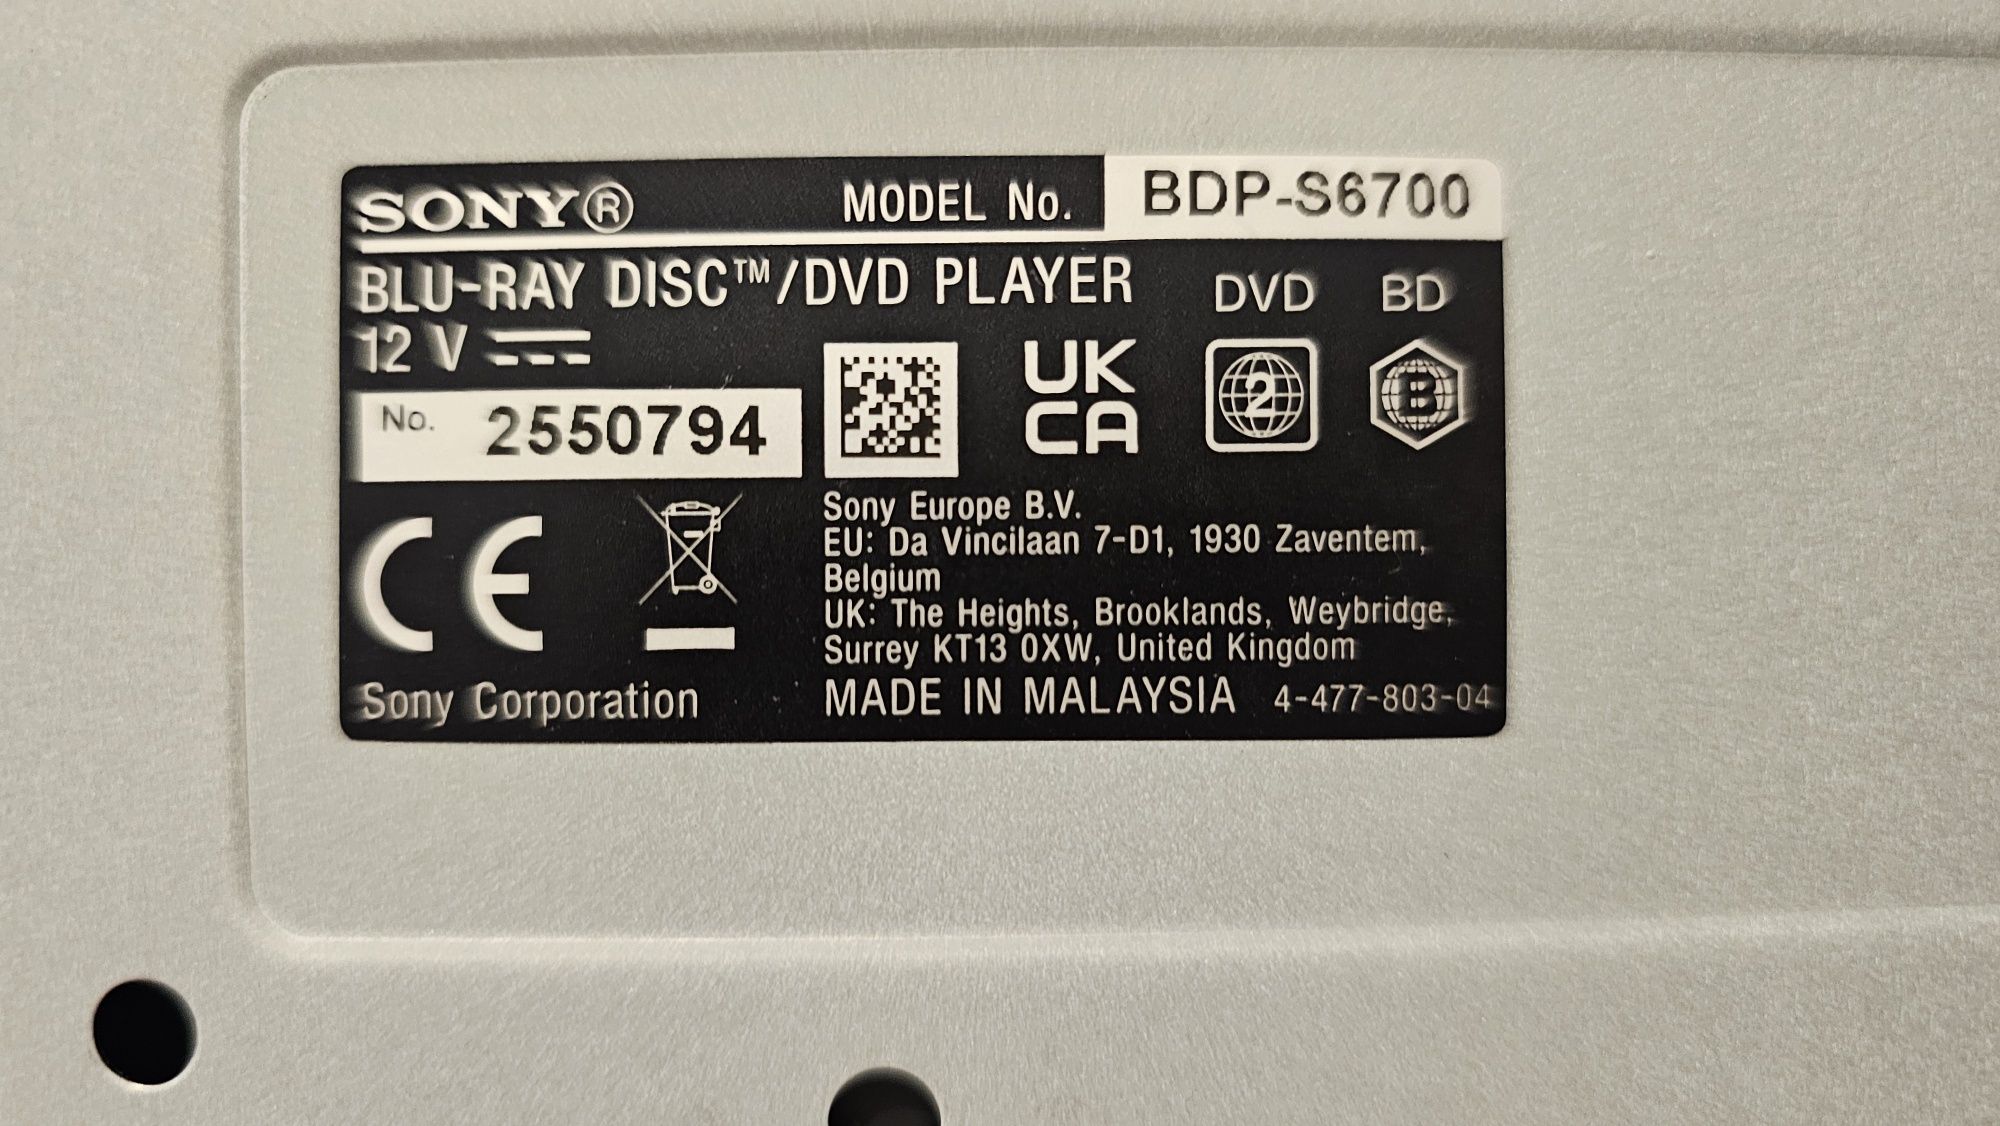 SONY®
MODEL No. BDP-S6700
BLU-RAY DISC™/DVD PLAYER
DVD BD
12 V
2 B
No. 2550794
UK
CA
CE
Sony Europe B.V.
EU: Da Vincilaan 7-D1, 1930 Zaventem,
Belgium
UK: The Heights, Brooklands, Weybridge,
Surrey KT13 0XW, United Kingdom
Sony Corporation
MADE IN MALAYSIA 4-477-803-04